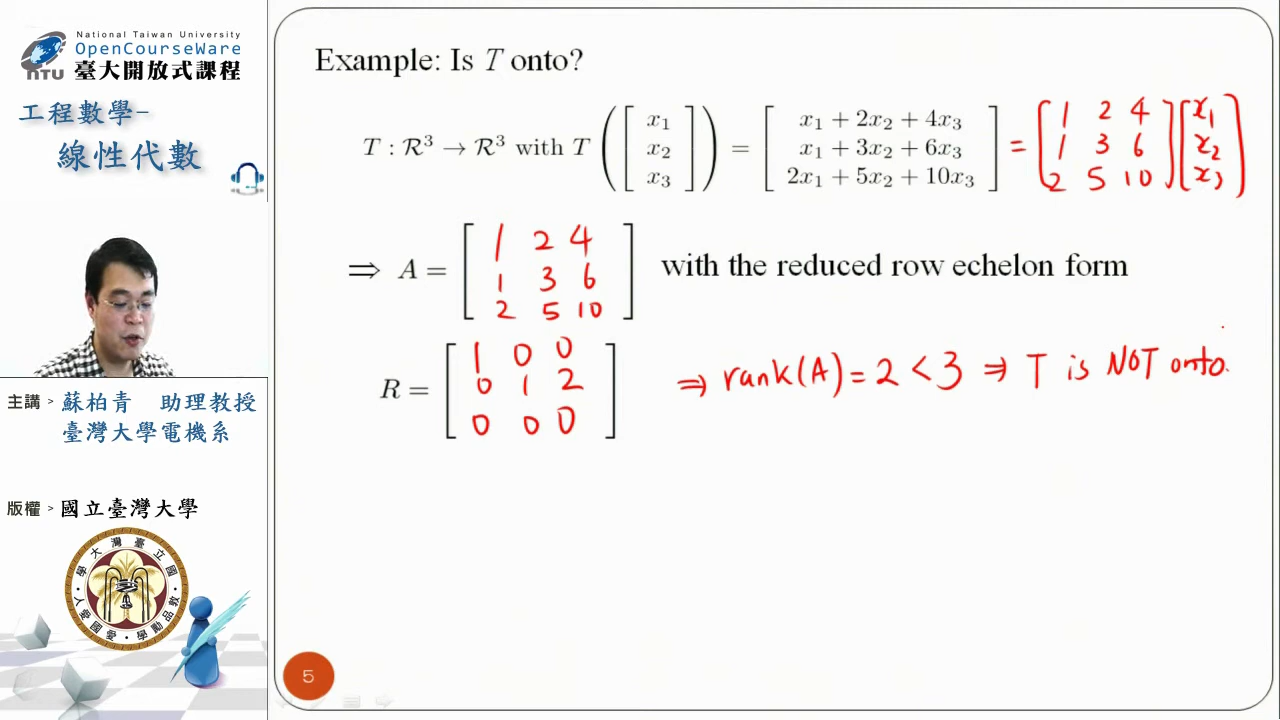 National Taiwan University
OpenCourseWare
NTU 臺大開放式課程
工程數學-
線性代數
主講 > 蘇柏青 助理教授
臺灣大學電機系
版權 > 國立臺灣大學
Example: Is T onto?
T : R³ → R³ with T ([ x₁ x₂ x₃ ]) = [ x₁ + 2x₂ + 4x₃
x₁ + 3x₂ + 6x₃
2x₁ + 5x₂ + 10x₃ ] = [ 1 2 4
1 3 6
2 5 10 ] [ x₁ x₂ x₃ ]
⇒ A = [ 1 2 4
1 3 6
2 5 10 ] with the reduced row echelon form
R = [ 1 0 0
0 1 2
0 0 0 ] ⇒ rank(A) = 2 < 3 ⇒ T is NOT onto.
5